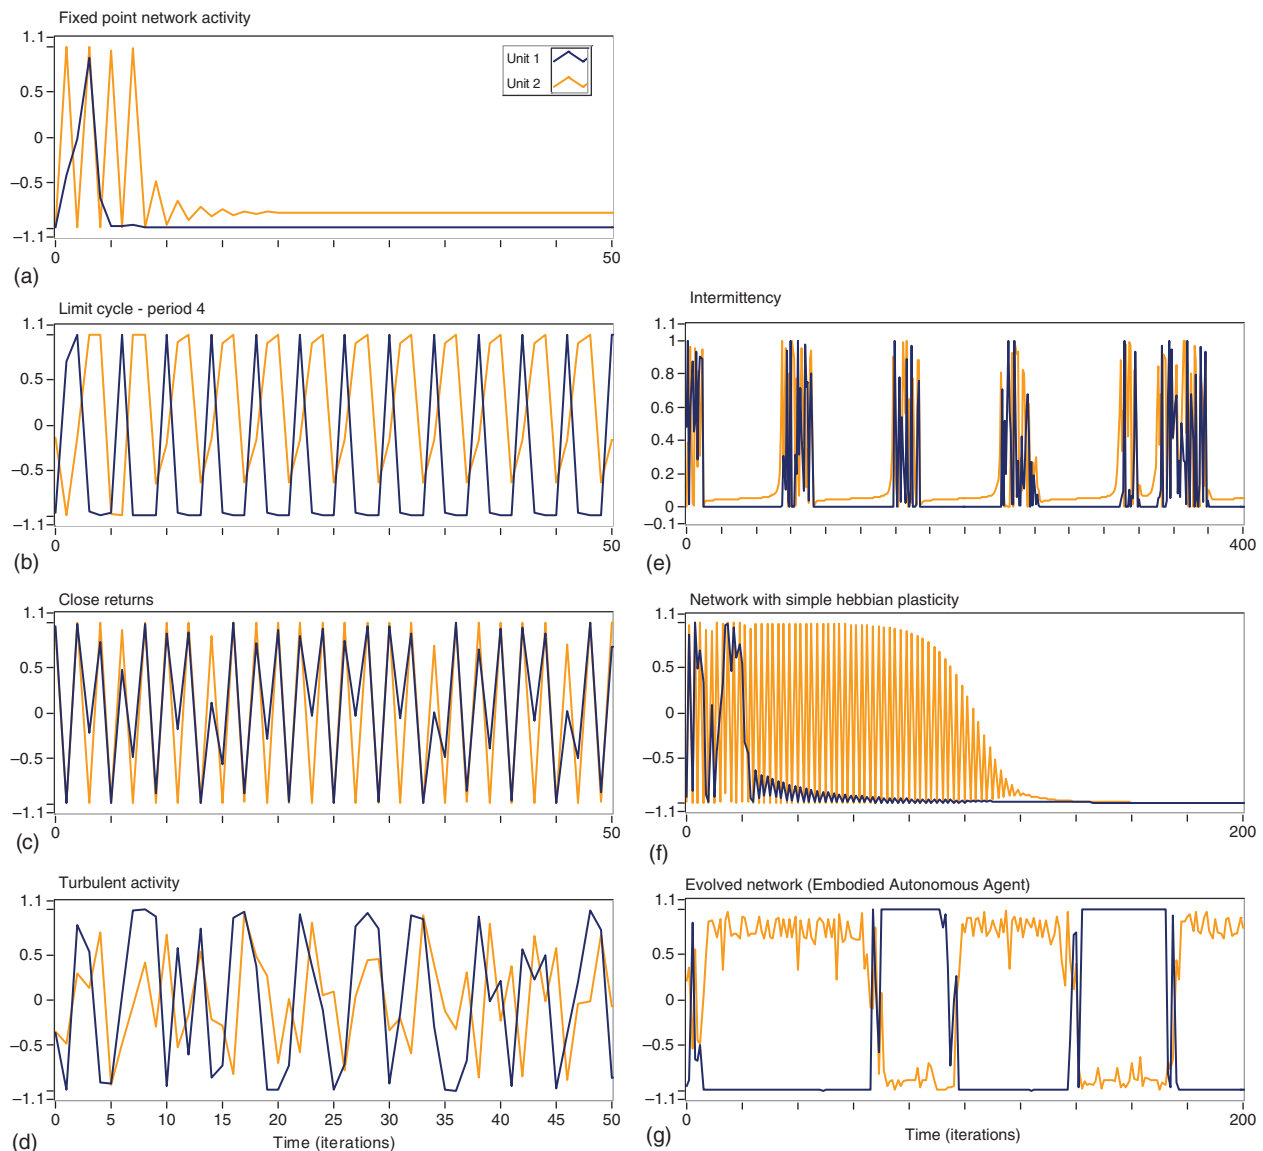 Fixed point network activity
1.1
0.5
0
–0.5
–1.1
Unit 1
Unit 2
0
50
(a)
Limit cycle - period 4
1.1
0.5
0
–0.5
–1.1
0
50
(b)
Close returns
1.1
0.5
0
–0.5
–1.1
0
50
(c)
Turbulent activity
1.1
0.5
0
–0.5
–1.1
0 5 10 15 20 25 30 35 40 45 50
Time (iterations)
(d)
Intermittency
1.1
1
0.8
0.6
0.4
0.2
0
–0.1
0
400
(e)
Network with simple hebbian plasticity
1.1
0.5
0
–0.5
–1.1
0
200
(f)
Evolved network (Embodied Autonomous Agent)
1.1
0.5
0
–0.5
–1.1
0
200
Time (iterations)
(g)